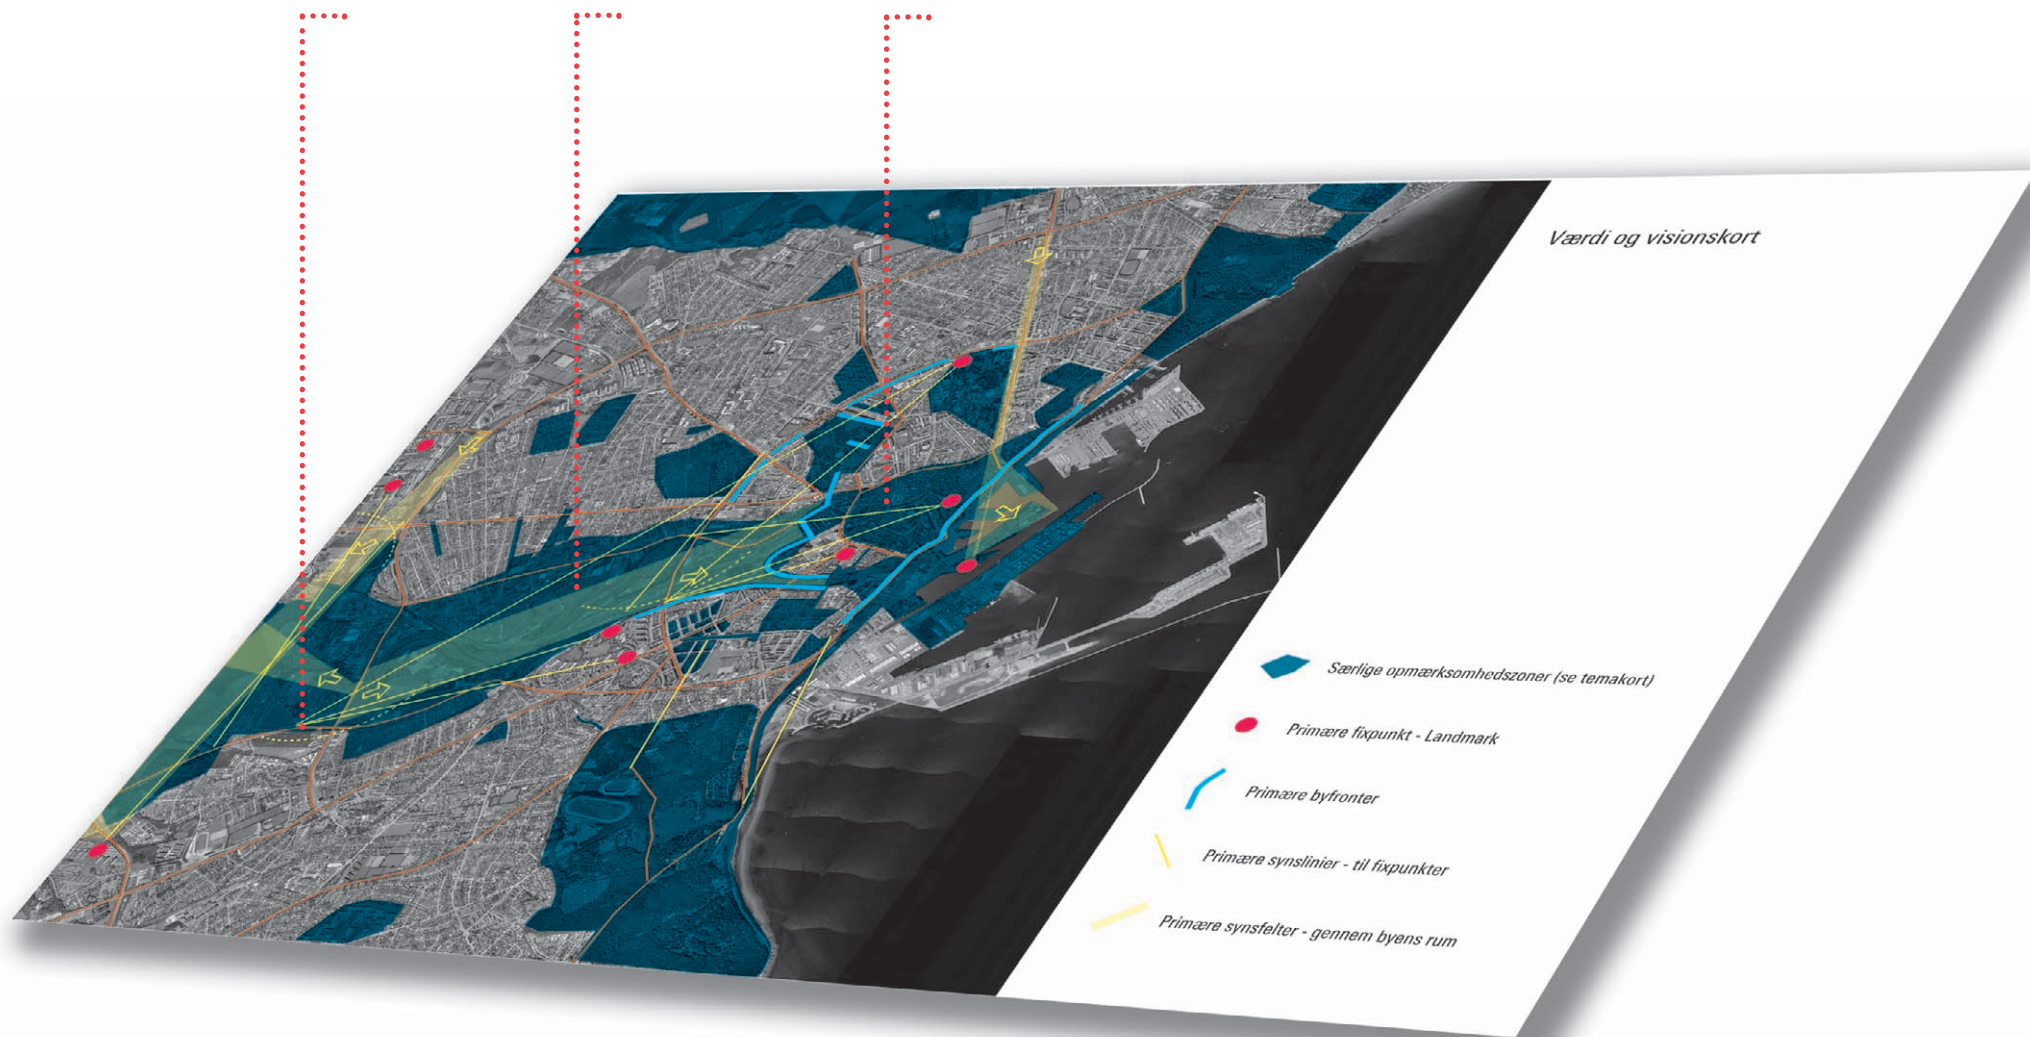 Værdi og visionskort
Særlige opmærksomhedszoner (se temakort)
Primære fixpunkt - Landmark
Primære byfronter
Primære synslinier - til fixpunkter
Primære synsfelter - gennem byens rum